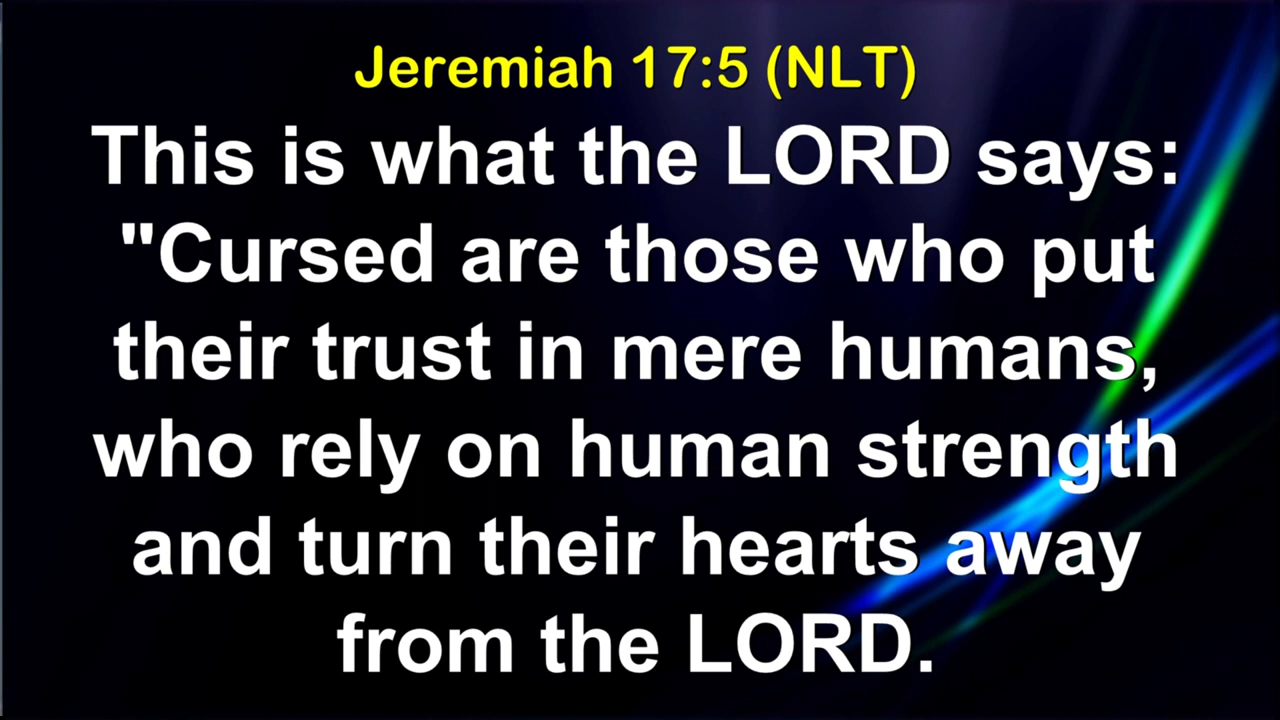 Jeremiah 17:5 (NLT)
This is what the LORD says:
"Cursed are those who put
their trust in mere humans,
who rely on human strength
and turn their hearts away
from the LORD.